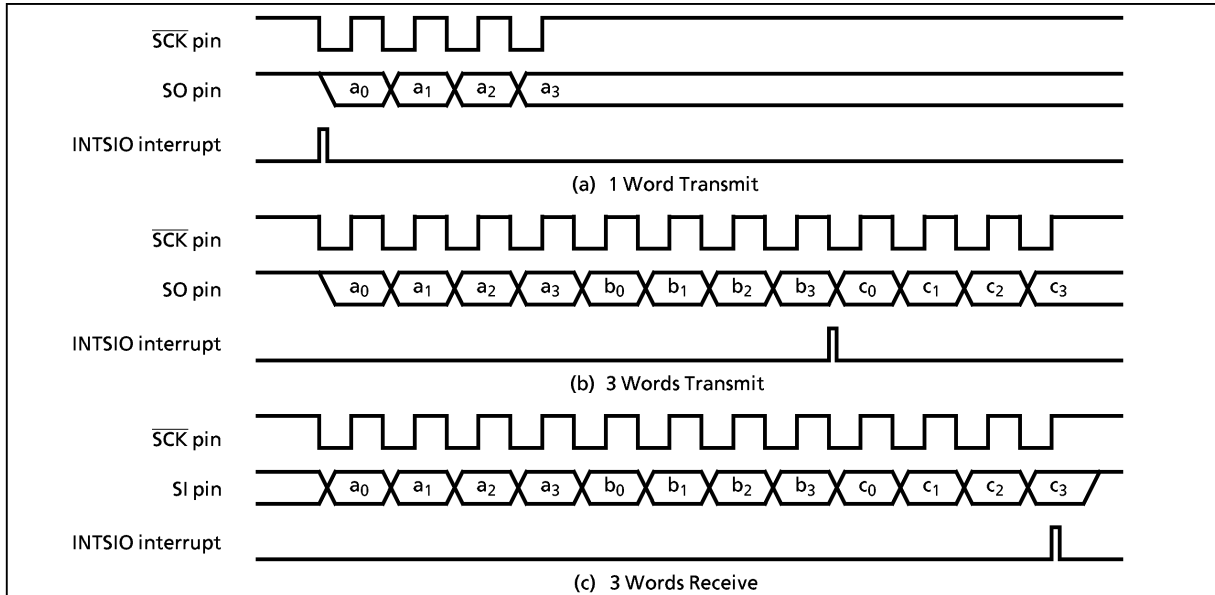 SCK pin
SO pin a0 a1 a2 a3
INTSIO interrupt
(a) 1 Word Transmit
SCK pin
SO pin a0 a1 a2 a3 b0 b1 b2 b3 c0 c1 c2 c3
INTSIO interrupt
(b) 3 Words Transmit
SCK pin
SI pin a0 a1 a2 a3 b0 b1 b2 b3 c0 c1 c2 c3
INTSIO interrupt
(c) 3 Words Receive